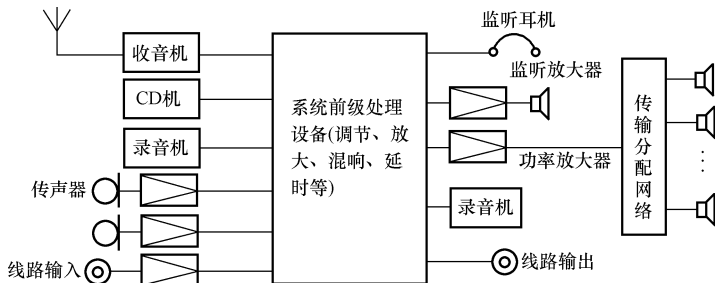 收音机
CD机
录音机
传声器
线路输入
系统前级处理
设备(调节、放
大、混响、延
时等)
监听耳机
监听放大器
功率放大器
录音机
线路输出
传
输
分
配
网
络